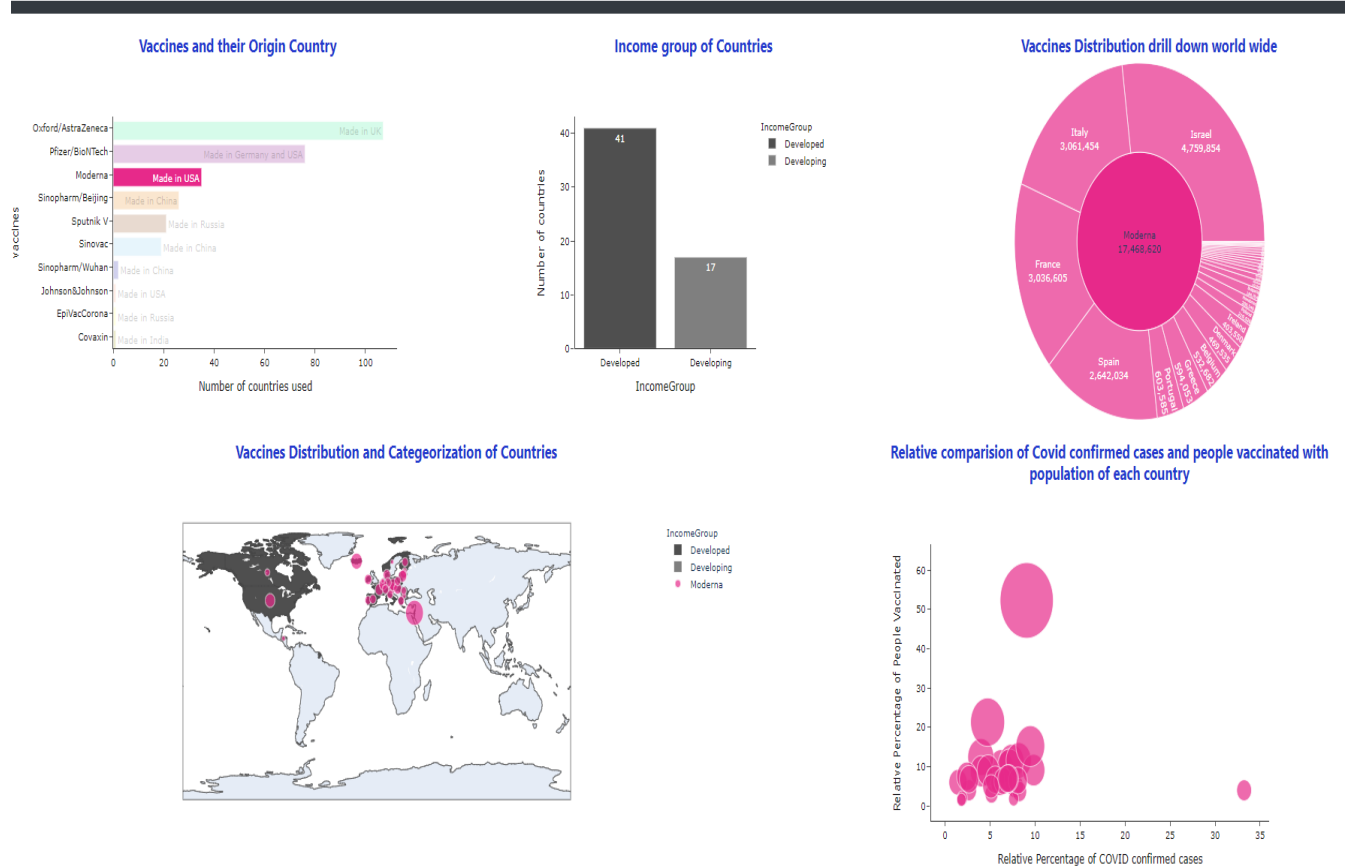 Vaccines and their Origin Country
vaccines
Oxford/AstraZeneca
Made in UK
Pfizer/BioNTech
Made in Germany and USA
Moderna
Made in USA
Sinopharm/Beijing
Made in China
Sputnik V
Made in Russia
Sinovac
Made in China
Sinopharm/Wuhan
Made in China
Johnson&Johnson
Made in USA
EpiVacCorona
Made in Russia
Covaxin
Made in India
0 20 40 60 80 100
Number of countries used
Income group of Countries
Number of countries
40
30
20
10
0
41
17
Developed Developing
IncomeGroup
IncomeGroup
Developed
Developing
Vaccines Distribution drill down world wide
Moderna
17,468,620
Israel
4,759,854
Italy
3,061,454
France
3,036,605
Spain
2,642,034
Portugal
603,585
Greece
594,053
Belgium
532,682
Denmark
469,335
Ireland
Vaccines Distribution and Categeorization of Countries
IncomeGroup
Developed
Developing
Moderna
Relative comparision of Covid confirmed cases and people vaccinated with
population of each country
Relative Percentage of People Vaccinated
60
50
40
30
20
10
0
0 5 10 15 20 25 30 35
Relative Percentage of COVID confirmed cases